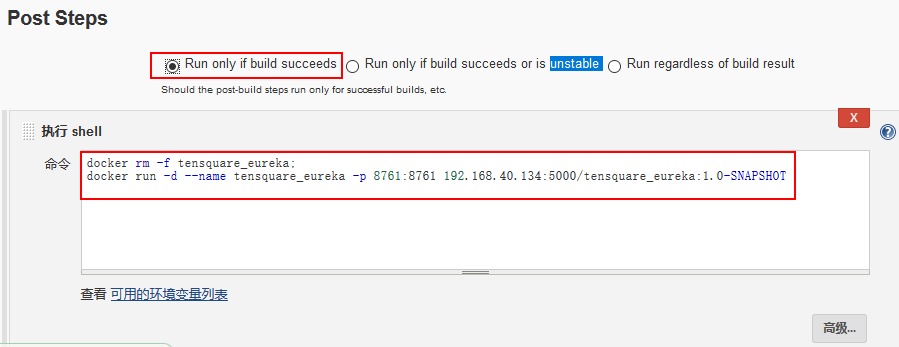 Post Steps
Run only if build succeeds Run only if build succeeds or is unstable Run regardless of build result
Should the post-build steps run only for successful builds, etc.
X
执行 shell
?
命令
docker rm -f tensquare_eureka;
docker run -d --name tensquare_eureka -p 8761:8761 192.168.40.134:5000/tensquare_eureka:1.0-SNAPSHOT
查看 可用的环境变量列表
高级...